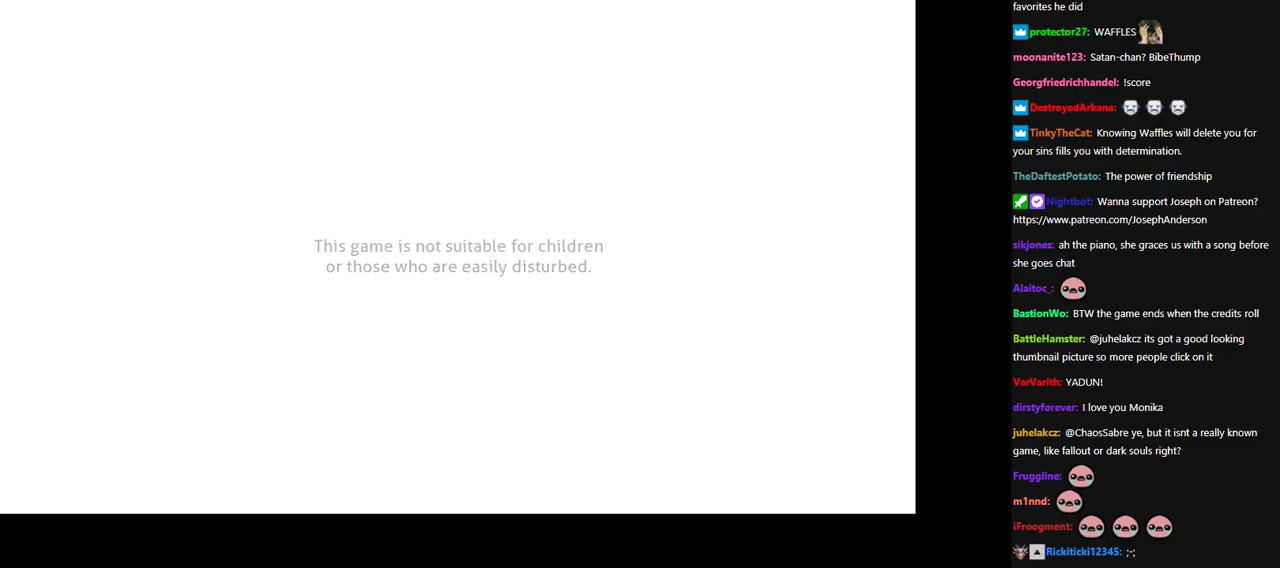 This game is not suitable for children
or those who are easily disturbed.
favorites he did
protector27: WAFFLES
moonanite123: Satan-chan? BibeThump
Georgfriedrichhandel: !score
DestroyedArkana:
TinkyTheCat: Knowing Waffles will delete you for
your sins fills you with determination.
TheDaftestPotato: The power of friendship
Nightbot: Wanna support Joseph on Patreon?
https://www.patreon.com/JosephAnderson
sikjones: ah the piano, she graces us with a song before
she goes chat
Alaitoc_:
BastionWo: BTW the game ends when the credits roll
BattleHamster: @juhelakcz its got a good looking
thumbnail picture so more people click on it
VarVarith: YADUN!
dirstyforever: I love you Monika
juhelakcz: @ChaosSabre ye, but it isnt a really known
game, like fallout or dark souls right?
Fruggline:
m1nnd:
iFroogment:
Rickiticki12345: ;-;